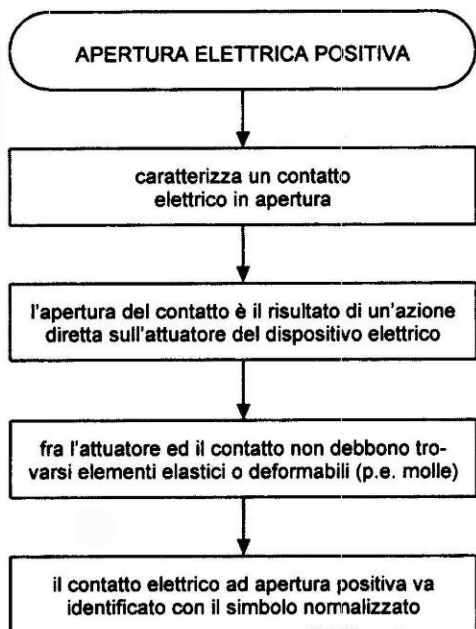 APERTURA ELETTRICA POSITIVA
caratterizza un contatto
elettrico in apertura
l'apertura del contatto è il risultato di un'azione
diretta sull'attuatore del dispositivo elettrico
fra l'attuatore ed il contatto non debbono tro-
varsi elementi elastici o deformabili (p.e. molle)
il contatto elettrico ad apertura positiva va
identificato con il simbolo normalizzato